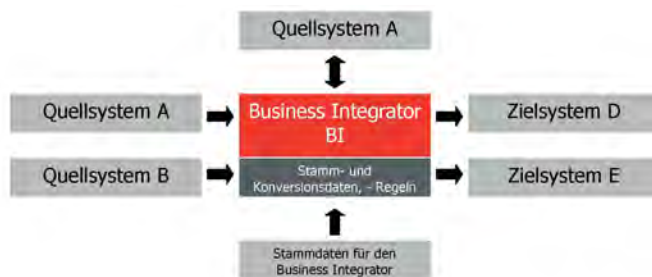 Quellsystem A
Quellsystem A
Business Integrator
BI
Zielsystem D
Quellsystem B
Stamm- und
Konversionsdaten, - Regeln
Zielsystem E
Stammdaten für den
Business Integrator